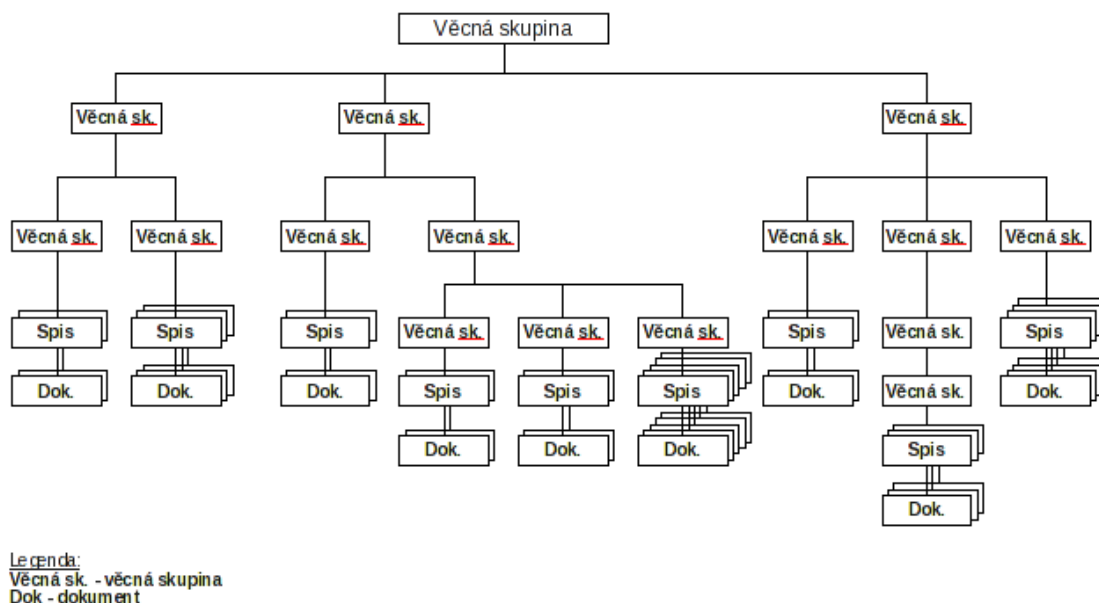 Věcná skupina
Věcná sk. Věcná sk. Věcná sk.
Věcná sk. Věcná sk. Věcná sk. Věcná sk. Věcná sk. Věcná sk. Věcná sk.
Spis Spis Spis Věcná sk. Věcná sk. Věcná sk. Spis Věcná sk. Spis
Dok. Dok. Dok. Spis Spis Spis Dok. Věcná sk. Dok.
Dok. Dok. Dok. Spis
Dok.
Legenda:
Věcná sk. - věcná skupina
Dok - dokument